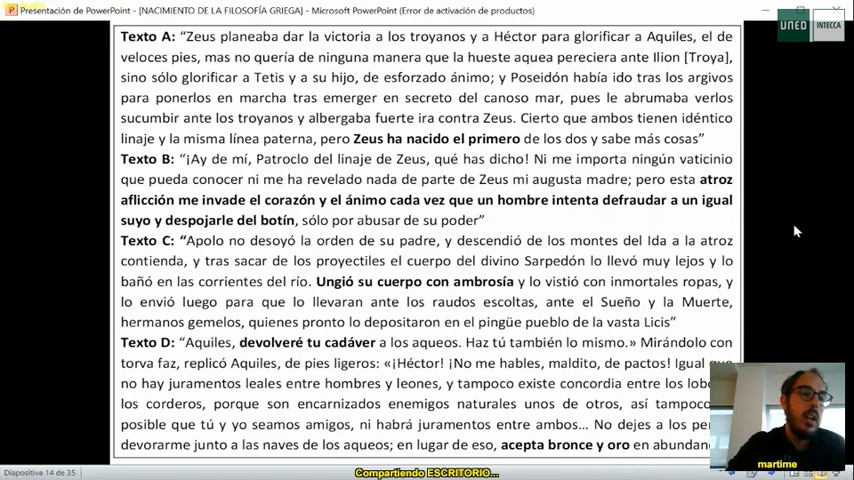 Presentación de PowerPoint - [NACIMIENTO DE LA FILOSOFÍA GRIEGA] - Microsoft PowerPoint (Error de activación de productos)
UNED INTECCA
Texto A: “Zeus planeaba dar la victoria a los troyanos y a Héctor para glorificar a Aquiles, el de
veloces pies, mas no quería de ninguna manera que la hueste aquea pereciera ante Ilion [Troya],
sino sólo glorificar a Tetis y a su hijo, de esforzado ánimo; y Poseidón había ido tras los argivos
para ponerlos en marcha tras emerger en secreto del canoso mar, pues le abrumaba verlos
sucumbir ante los troyanos y albergaba fuerte ira contra Zeus. Cierto que ambos tienen idéntico
linaje y la misma línea paterna, pero Zeus ha nacido el primero de los dos y sabe más cosas”
Texto B: “¡Ay de mí, Patroclo del linaje de Zeus, qué has dicho! Ni me importa ningún vaticinio
que pueda conocer ni me ha revelado nada de parte de Zeus mi augusta madre; pero esta atroz
aflicción me invade el corazón y el ánimo cada vez que un hombre intenta defraudar a un igual
suyo y despojarle del botín, sólo por abusar de su poder”
Texto C: “Apolo no desoyó la orden de su padre, y descendió de los montes del Ida a la atroz
contienda, y tras sacar de los proyectiles el cuerpo del divino Sarpedón lo llevó muy lejos y lo
bañó en las corrientes del río. Ungió su cuerpo con ambrosía y lo vistió con inmortales ropas, y
lo envió luego para que lo llevaran ante los raudos escoltas, ante el Sueño y la Muerte,
hermanos gemelos, quienes pronto lo depositaron en el pingüe pueblo de la vasta Licis”
Texto D: “Aquiles, devolveré tu cadáver a los aqueos. Haz tú también lo mismo.» Mirándolo con
torva faz, replicó Aquiles, de pies ligeros: «¡Héctor! ¡No me hables, maldito, de pactos! Igual que
no hay juramentos leales entre hombres y leones, y tampoco existe concordia entre los
los corderos, porque son encarnizados enemigos naturales unos de otros, así
posible que tú y yo seamos amigos, ni habrá juramentos entre ambos... No dejes a los
devorarme junto a las naves de los aqueos; en lugar de eso, acepta bronce y oro en
martime
Diapositiva 14 de 35
Compartiendo ESCRITORIO...